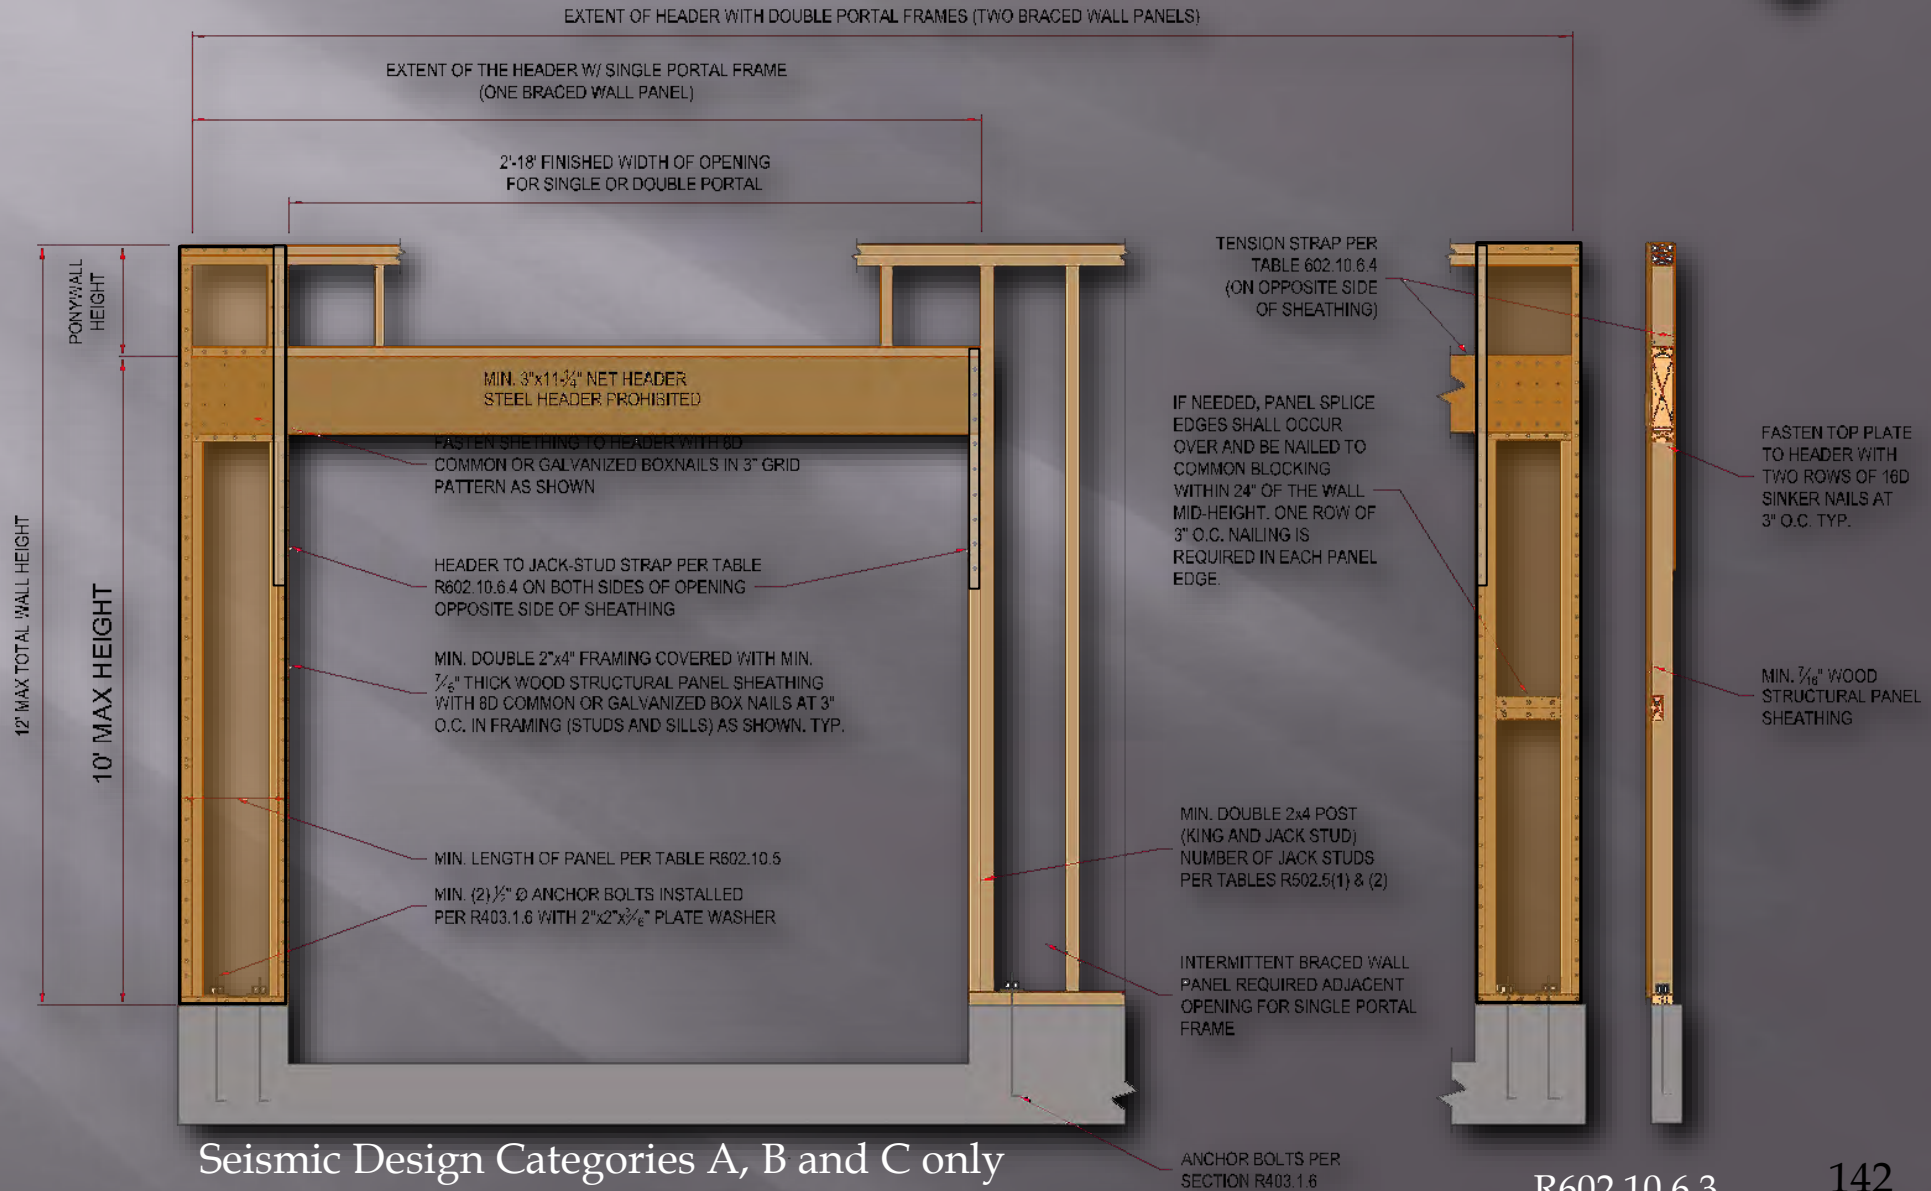 EXTENT OF HEADER WITH DOUBLE PORTAL FRAMES (TWO BRACED WALL PANELS)
EXTENT OF THE HEADER W/ SINGLE PORTAL FRAME
(ONE BRACED WALL PANEL)
2'-18' FINISHED WIDTH OF OPENING
FOR SINGLE OR DOUBLE PORTAL
PONYWALL
HEIGHT
12' MAX TOTAL WALL HEIGHT
10' MAX HEIGHT
MIN. 3"x11-¼" NET HEADER
STEEL HEADER PROHIBITED
FASTEN SHETHING TO HEADER WITH 8D
COMMON OR GALVANIZED BOXNAILS IN 3" GRID
PATTERN AS SHOWN
HEADER TO JACK-STUD STRAP PER TABLE
R602.10.6.4 ON BOTH SIDES OF OPENING
OPPOSITE SIDE OF SHEATHING
MIN. DOUBLE 2"x4" FRAMING COVERED WITH MIN.
THICK WOOD STRUCTURAL PANEL SHEATHING
WITH 8D COMMON OR GALVANIZED BOX NAILS AT 3"
O.C. IN FRAMING (STUDS AND SILLS) AS SHOWN. TYP.
MIN. LENGTH OF PANEL PER TABLE R602.10.5
MIN. (2) ½" Ø ANCHOR BOLTS INSTALLED
PER R403.1.6 WITH PLATE WASHER
TENSION STRAP PER
TABLE 602.10.6.4
(ON OPPOSITE SIDE
OF SHEATHING)
IF NEEDED, PANEL SPLICE
EDGES SHALL OCCUR
OVER AND BE NAILED TO
COMMON BLOCKING
WITHIN 24" OF THE WALL
MID-HEIGHT. ONE ROW OF
3" O.C. NAILING IS
REQUIRED IN EACH PANEL
EDGE.
MIN. DOUBLE 2x4 POST
(KING AND JACK STUD)
NUMBER OF JACK STUDS
PER TABLES R502.5(1) & (2)
INTERMITTENT BRACED WALL
PANEL REQUIRED ADJACENT
OPENING FOR SINGLE PORTAL
FRAME
ANCHOR BOLTS PER
SECTION R403.1.6
FASTEN TOP PLATE
TO HEADER WITH
TWO ROWS OF 16D
SINKER NAILS AT
3" O.C. TYP.
MIN. 7/16" WOOD
STRUCTURAL PANEL
SHEATHING
Seismic Design Categories A, B and C only
R602.10.6.3
142